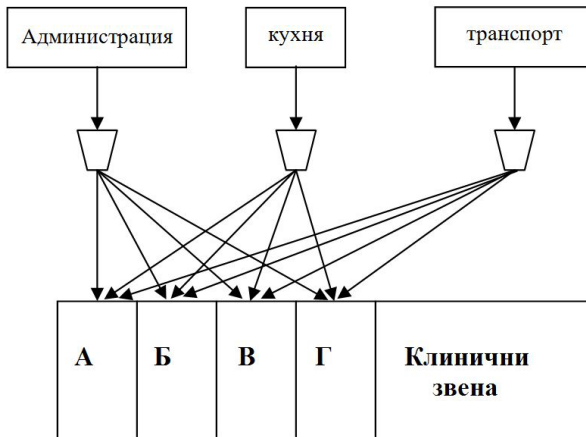 Администрация
кухня
транспорт
А
Б
В
Г
Клинични
звена